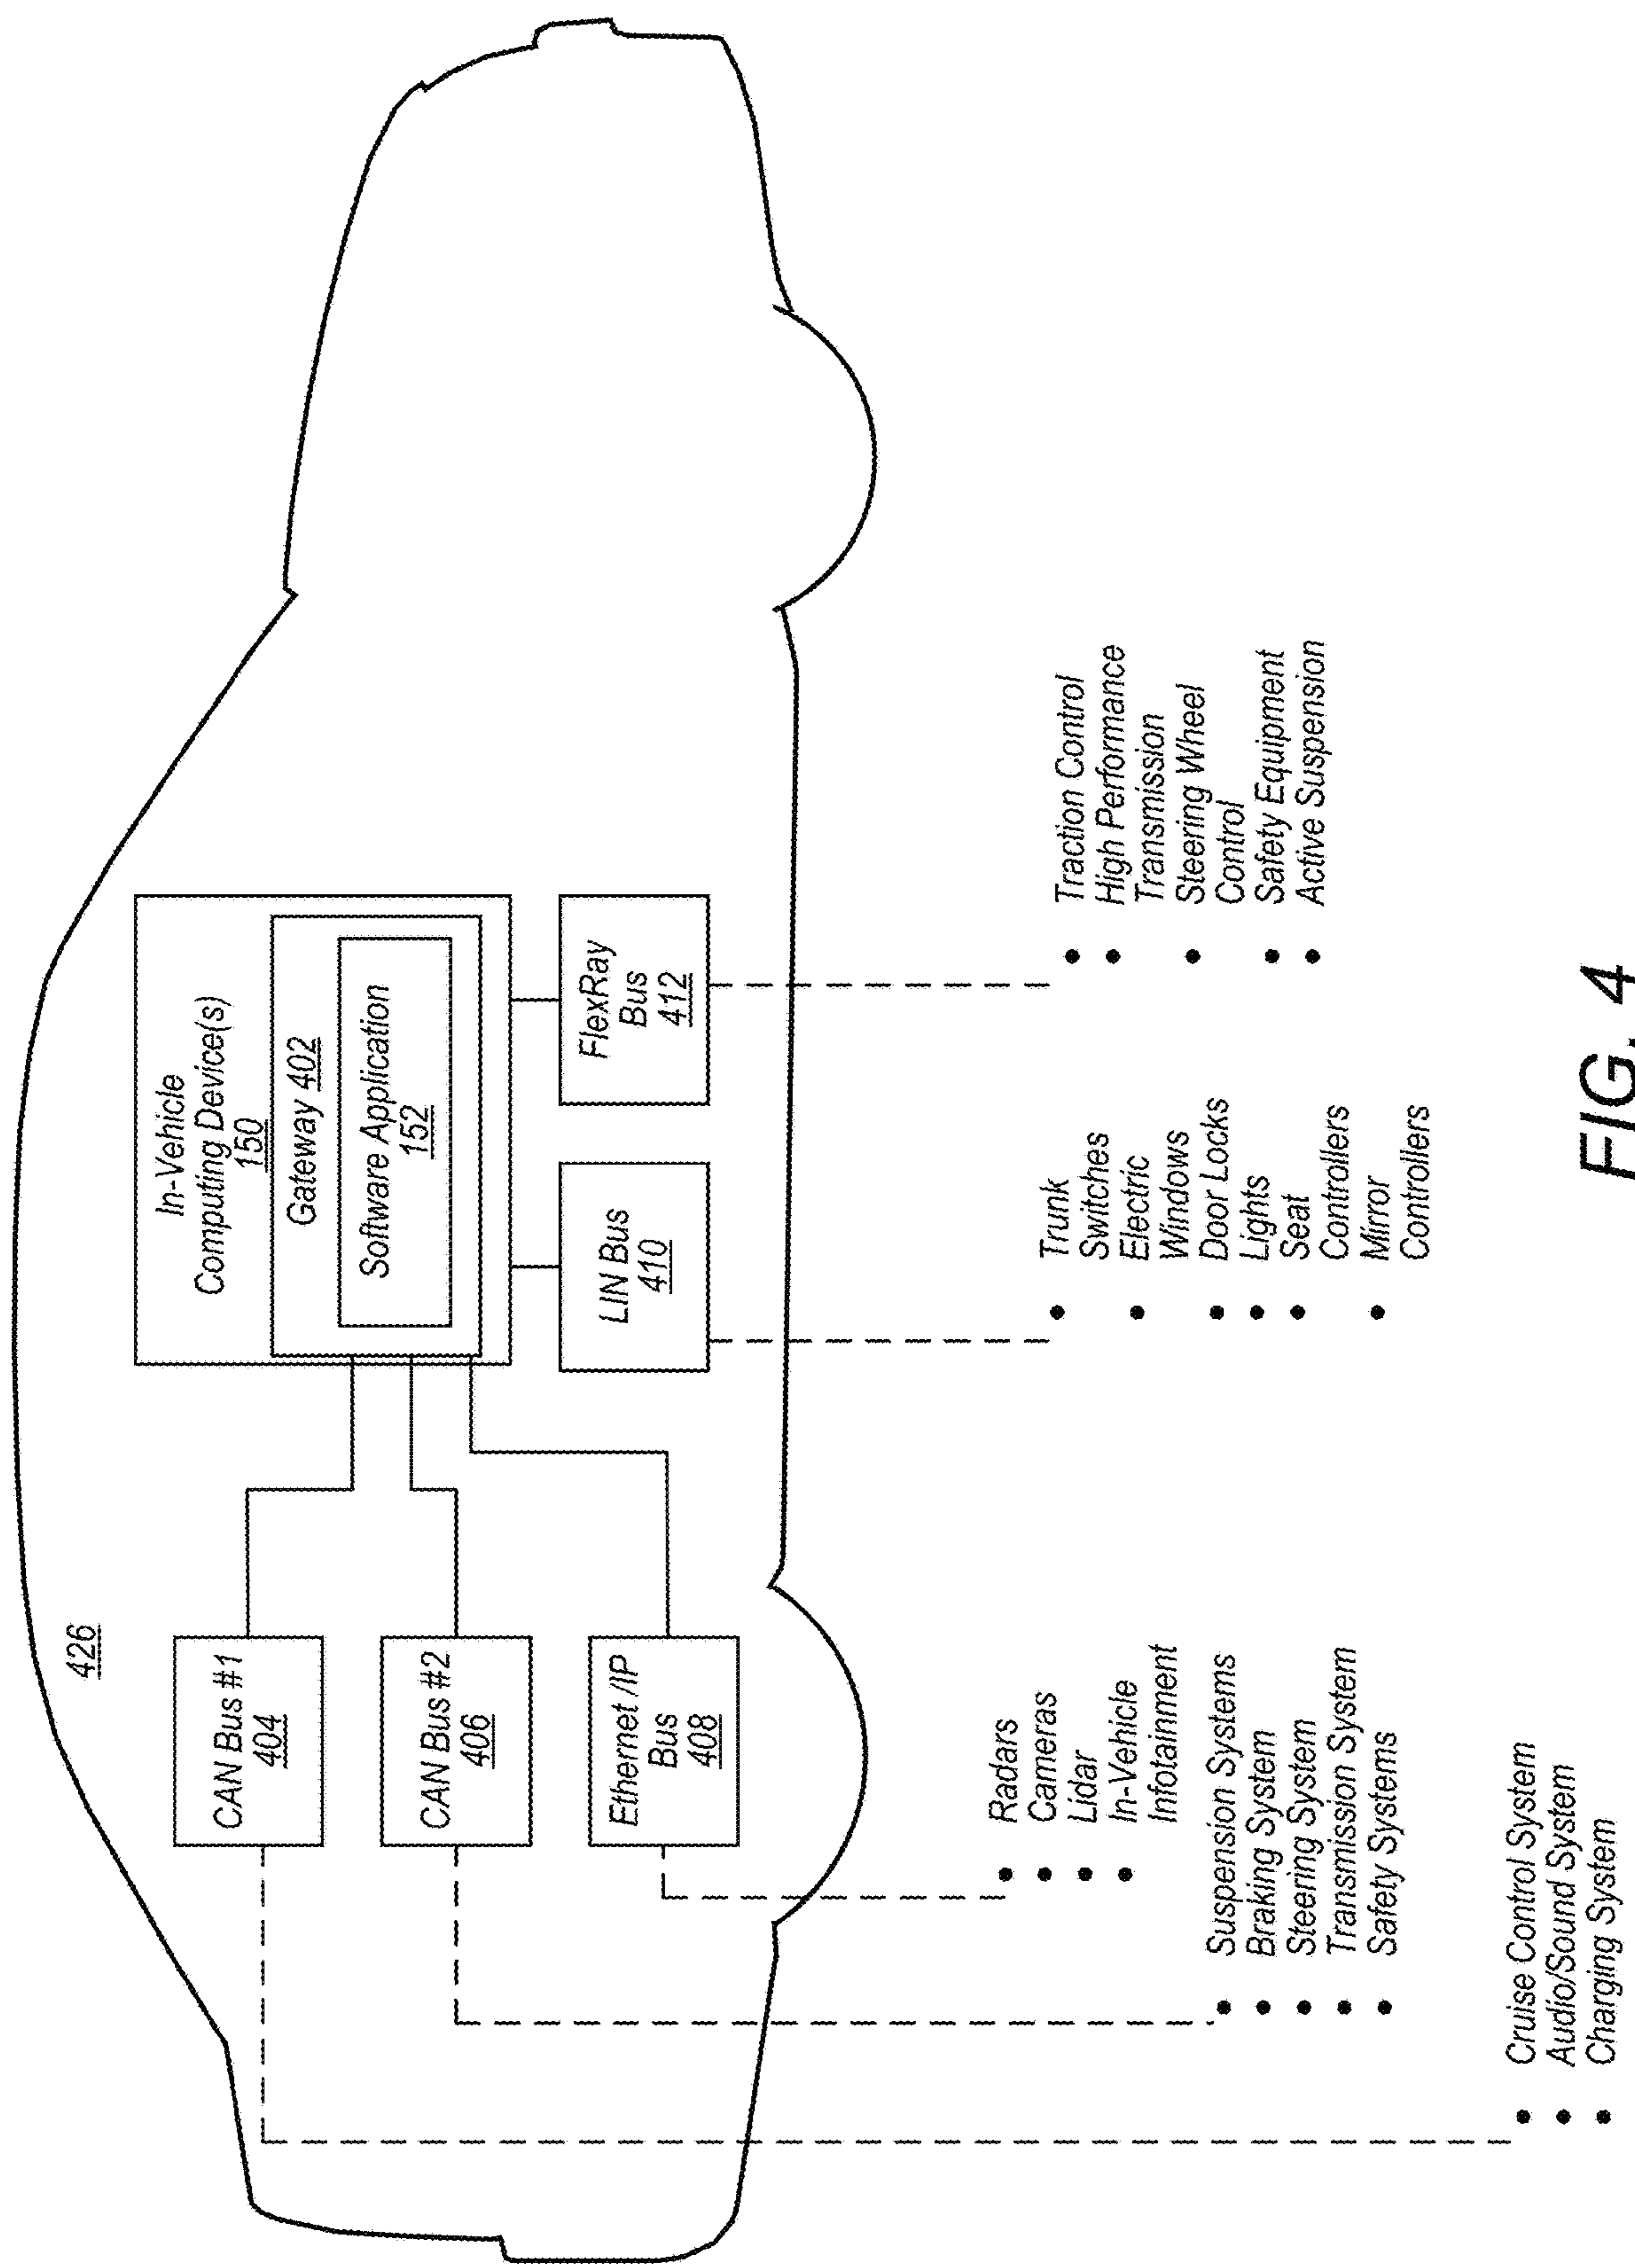 426
In-Vehicle
Computing Device(s)
150
Gateway 402
Software Application
152
CAN Bus #1
404
CAN Bus #2
406
Ethernet /IP
Bus
408
LIN Bus
410
FlexRay
Bus
412
• Radars
• Cameras
• Lidar
• In-Vehicle
Infotainment
• Suspension Systems
• Braking System
• Steering System
• Transmission System
• Safety Systems
• Cruise Control System
• Audio/Sound System
• Charging System
• Trunk
Switches
• Electric
Windows
• Door Locks
• Lights
• Seat
Controllers
• Mirror
Controllers
• Traction Control
• High Performance
Transmission
• Steering Wheel
Control
• Safety Equipment
• Active Suspension
FIG. 4